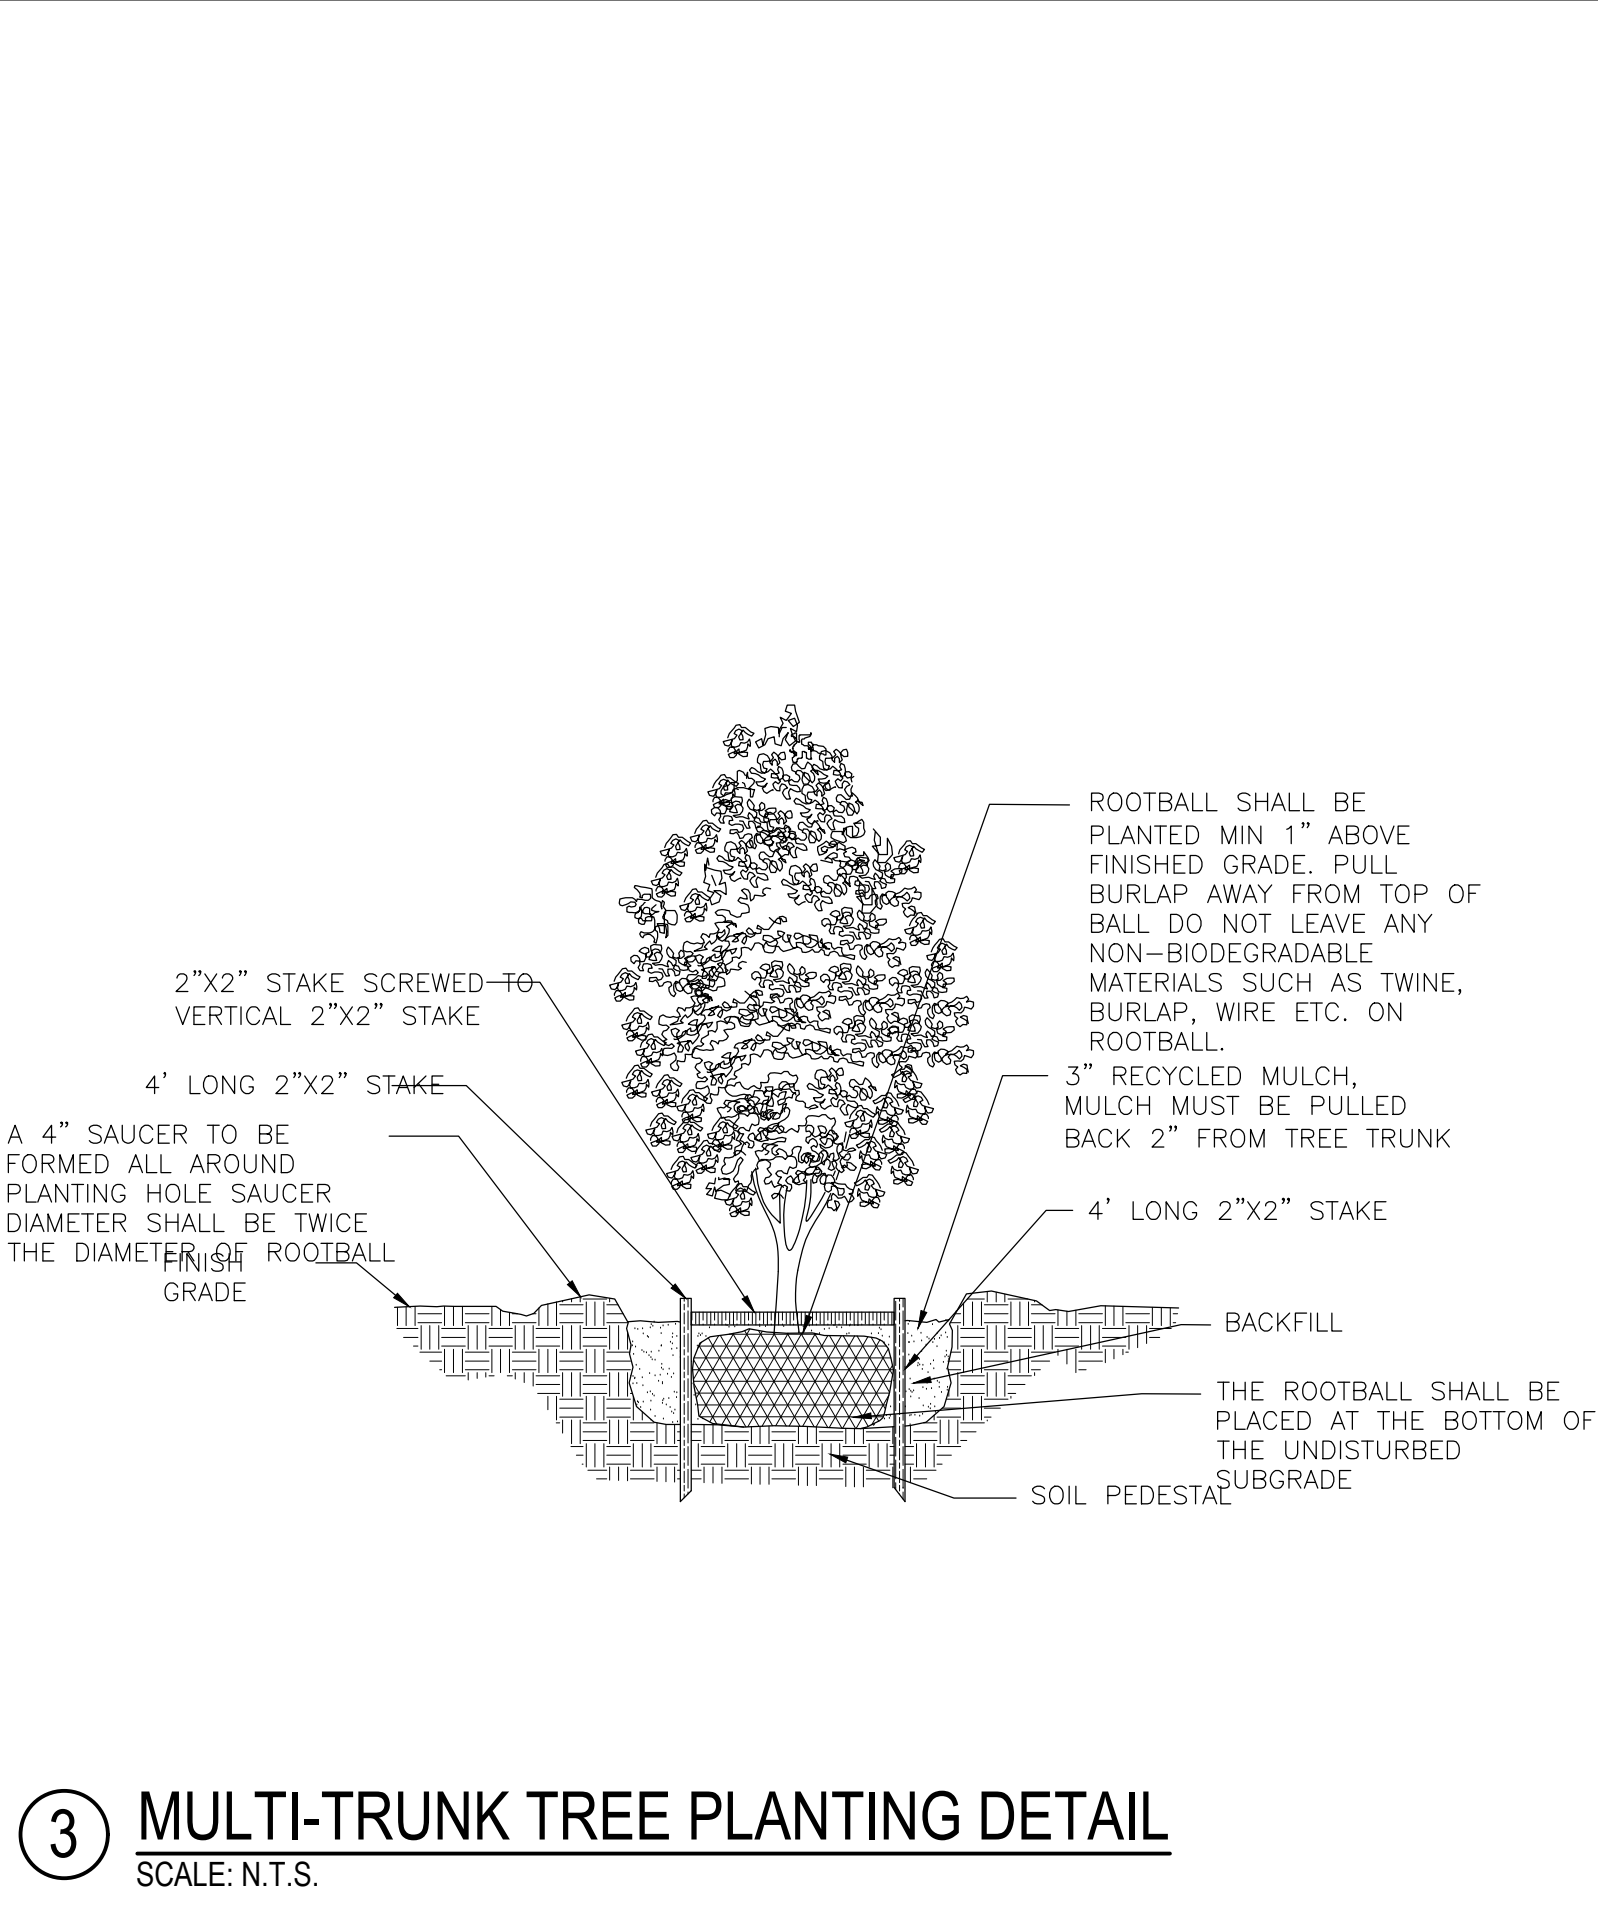 2”X2” STAKE SCREWED TO
VERTICAL 2”X2” STAKE
4’ LONG 2”X2” STAKE
A 4” SAUCER TO BE
FORMED ALL AROUND
PLANTING HOLE SAUCER
DIAMETER SHALL BE TWICE
THE DIAMETER OF ROOTBALL
FINISH
GRADE
ROOTBALL SHALL BE
PLANTED MIN 1” ABOVE
FINISHED GRADE. PULL
BURLAP AWAY FROM TOP OF
BALL DO NOT LEAVE ANY
NON–BIODEGRADABLE
MATERIALS SUCH AS TWINE,
BURLAP, WIRE ETC. ON
ROOTBALL.
3” RECYCLED MULCH,
MULCH MUST BE PULLED
BACK 2” FROM TREE TRUNK
4’ LONG 2”X2” STAKE
BACKFILL
THE ROOTBALL SHALL BE
PLACED AT THE BOTTOM OF
THE UNDISTURBED
SUBGRADE
SOIL PEDESTAL
3
MULTI-TRUNK TREE PLANTING DETAIL
SCALE: N.T.S.